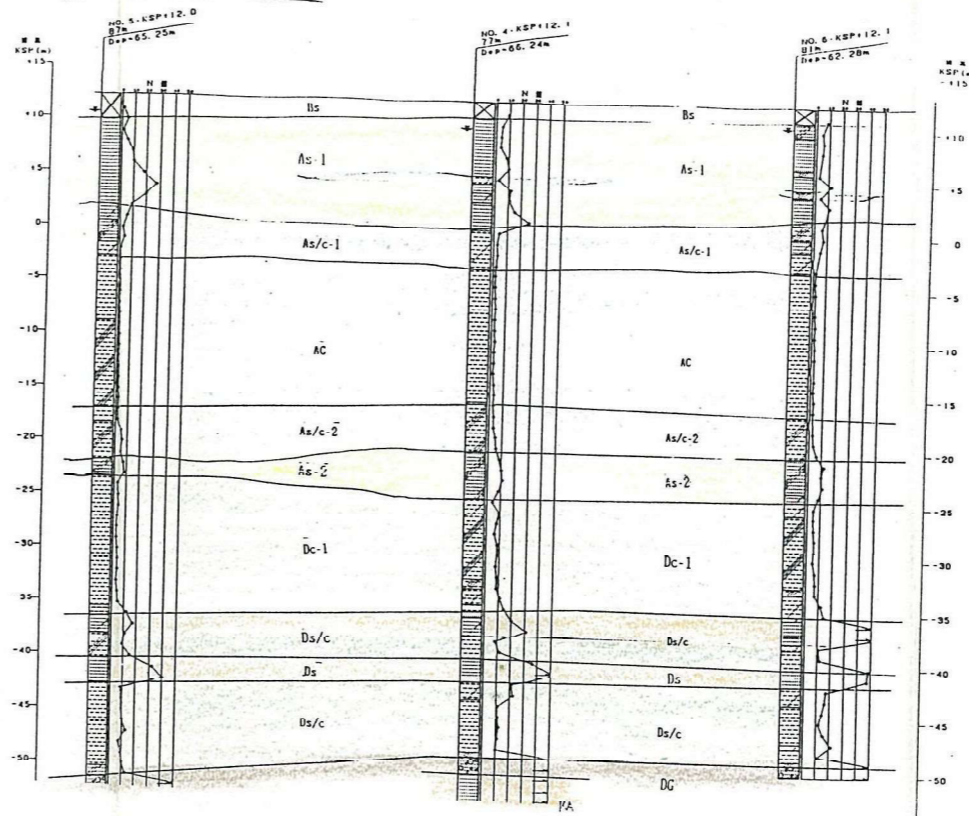 NO. 5-KSP+12.0
87m
Dep=65.25m
NO. 4-KSP+12.1
77m
Dep=66.24m
NO. 6-KSP+12.1
81m
Dep=62.28m
KSP(m)
+15
+10
+5
0
-5
-10
-15
-20
-25
-30
35
-40
-45
-50
N
N
N
Bs
Bs
As-1
As-1
As/c-1
As/c-1
AC
AC
As/c-2
As/c-2
As-2
As-2
Dc-1
Dc-1
Ds/c
Ds/c
Ds
Ds
Ds/c
Ds/c
DG
+15
+10
+5
0
-5
-10
-15
-20
-25
-30
-35
-40
-45
-50